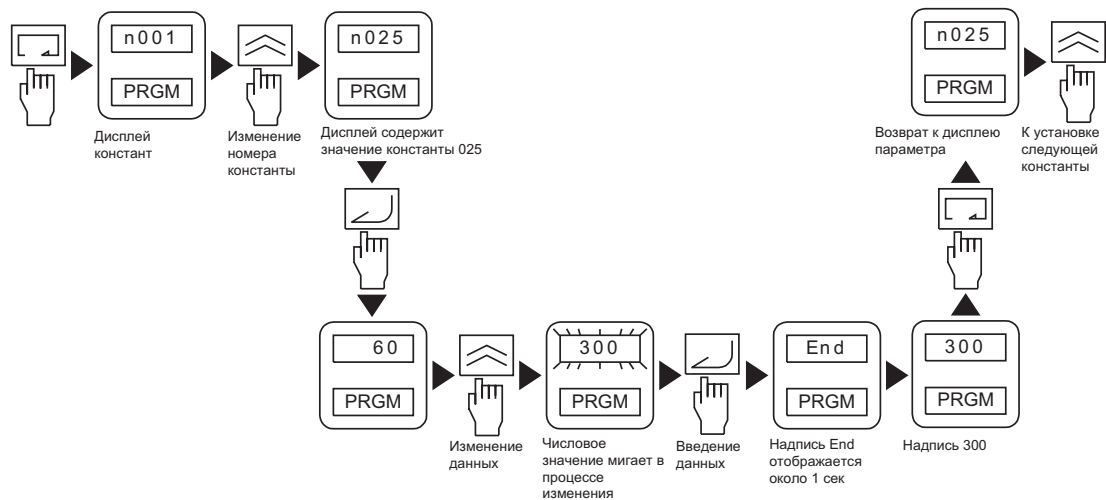 n001
PRGM
Дисплей
констант
Изменение
номера
константы
n025
PRGM
Дисплей содержит
значение константы 025
60
PRGM
Изменение
данных
300
PRGM
Числовое
значение мигает в
процессе
изменения
Введение
данных
End
PRGM
Надпись End
отображается
около 1 сек
300
PRGM
Надпись 300
n025
PRGM
Возврат к дисплею
параметра
К установке
следующей
константы